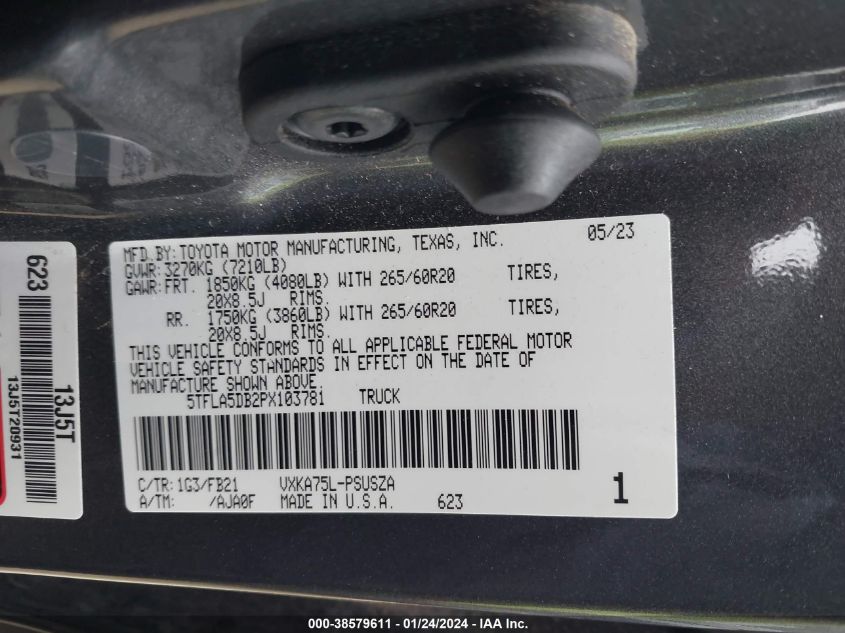 MFD.BY:TOYOTA MOTOR MANUFACTURING, TEXAS, INC. 05/23
GVWR:3270KG (7210LB)
GAWR:FRT. 1850KG (4080LB) WITH 265/60R20 TIRES,
20X8.5J RIMS.
RR. 1750KG (3860LB) WITH 265/60R20 TIRES,
20X8.5J RIMS.
THIS VEHICLE CONFORMS TO ALL APPLICABLE FEDERAL MOTOR
VEHICLE SAFETY STANDARDS IN EFFECT ON THE DATE OF
MANUFACTURE SHOWN ABOVE.
5TFLA5DB2PX103781 TRUCK
C/TR:1G3/FB21 VXKA75L-PSUSZA
A/TM: /AJA0F MADE IN U.S.A. 623 1
623
13J5T
13J5T20931
000-38579611 - 01/24/2024 - IAA Inc.